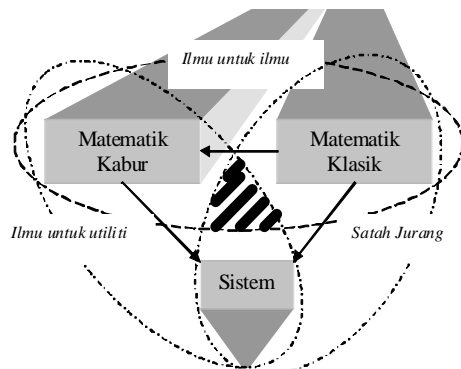 Ilmu untuk ilmu
Matematik
Kabur
Matematik
Klasik
Ilmu untuk utiliti
Satah Jurang
Sistem